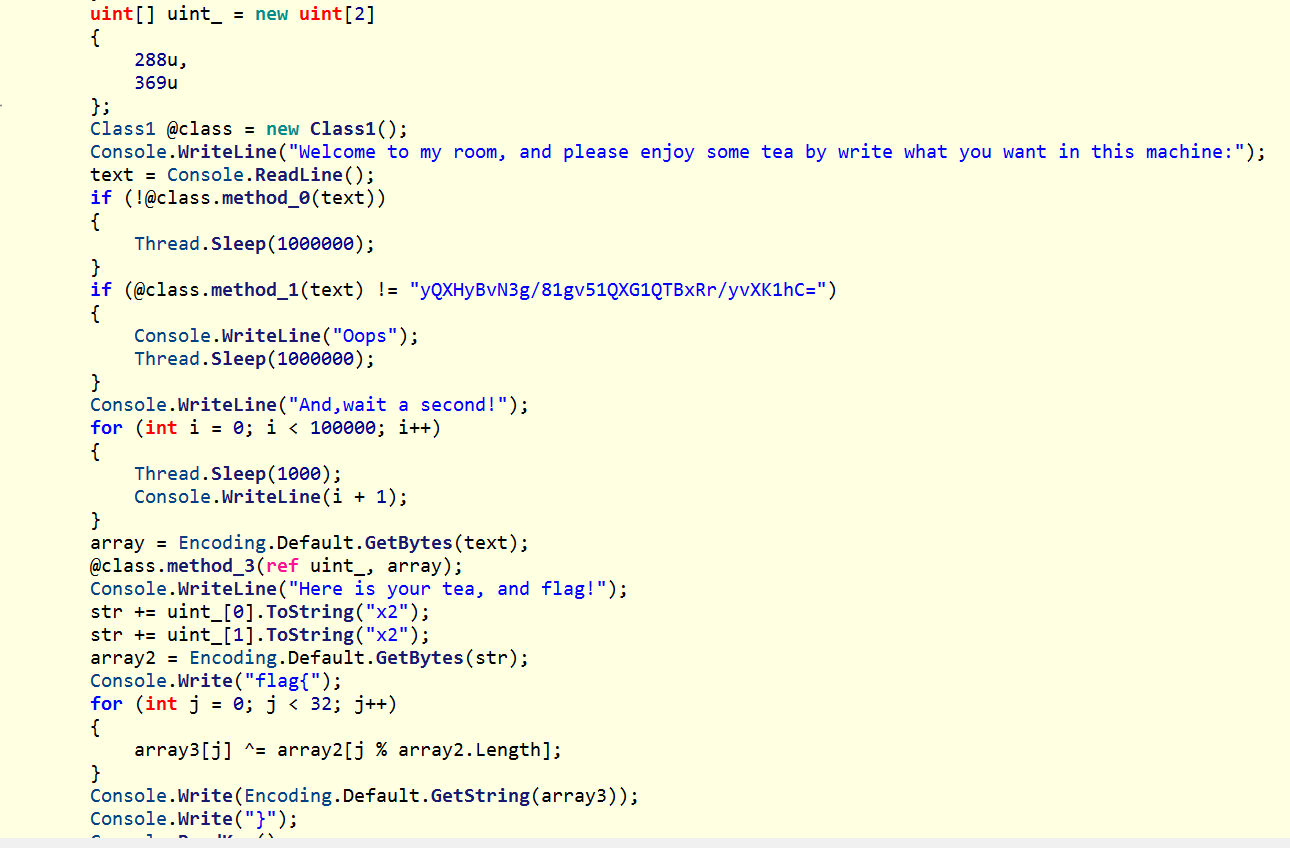 uint[] uint_ = new uint[2]
{
288u,
369u
};
Class1 @class = new Class1();
Console.WriteLine("Welcome to my room, and please enjoy some tea by write what you want in this machine:");
text = Console.ReadLine();
if (!@class.method_0(text))
{
Thread.Sleep(1000000);
}
if (@class.method_1(text) != "yQXHyBvN3g/81gv51QXG1QTBxRr/yvXK1hC=")
{
Console.WriteLine("Oops");
Thread.Sleep(1000000);
}
Console.WriteLine("And,wait a second!");
for (int i = 0; i < 100000; i++)
{
Thread.Sleep(1000);
Console.WriteLine(i + 1);
}
array = Encoding.Default.GetBytes(text);
@class.method_3(ref uint_, array);
Console.WriteLine("Here is your tea, and flag!");
str += uint_[0].ToString("x2");
str += uint_[1].ToString("x2");
array2 = Encoding.Default.GetBytes(str);
Console.Write("flag{");
for (int j = 0; j < 32; j++)
{
array3[j] ^= array2[j % array2.Length];
}
Console.Write(Encoding.Default.GetString(array3));
Console.Write("}");